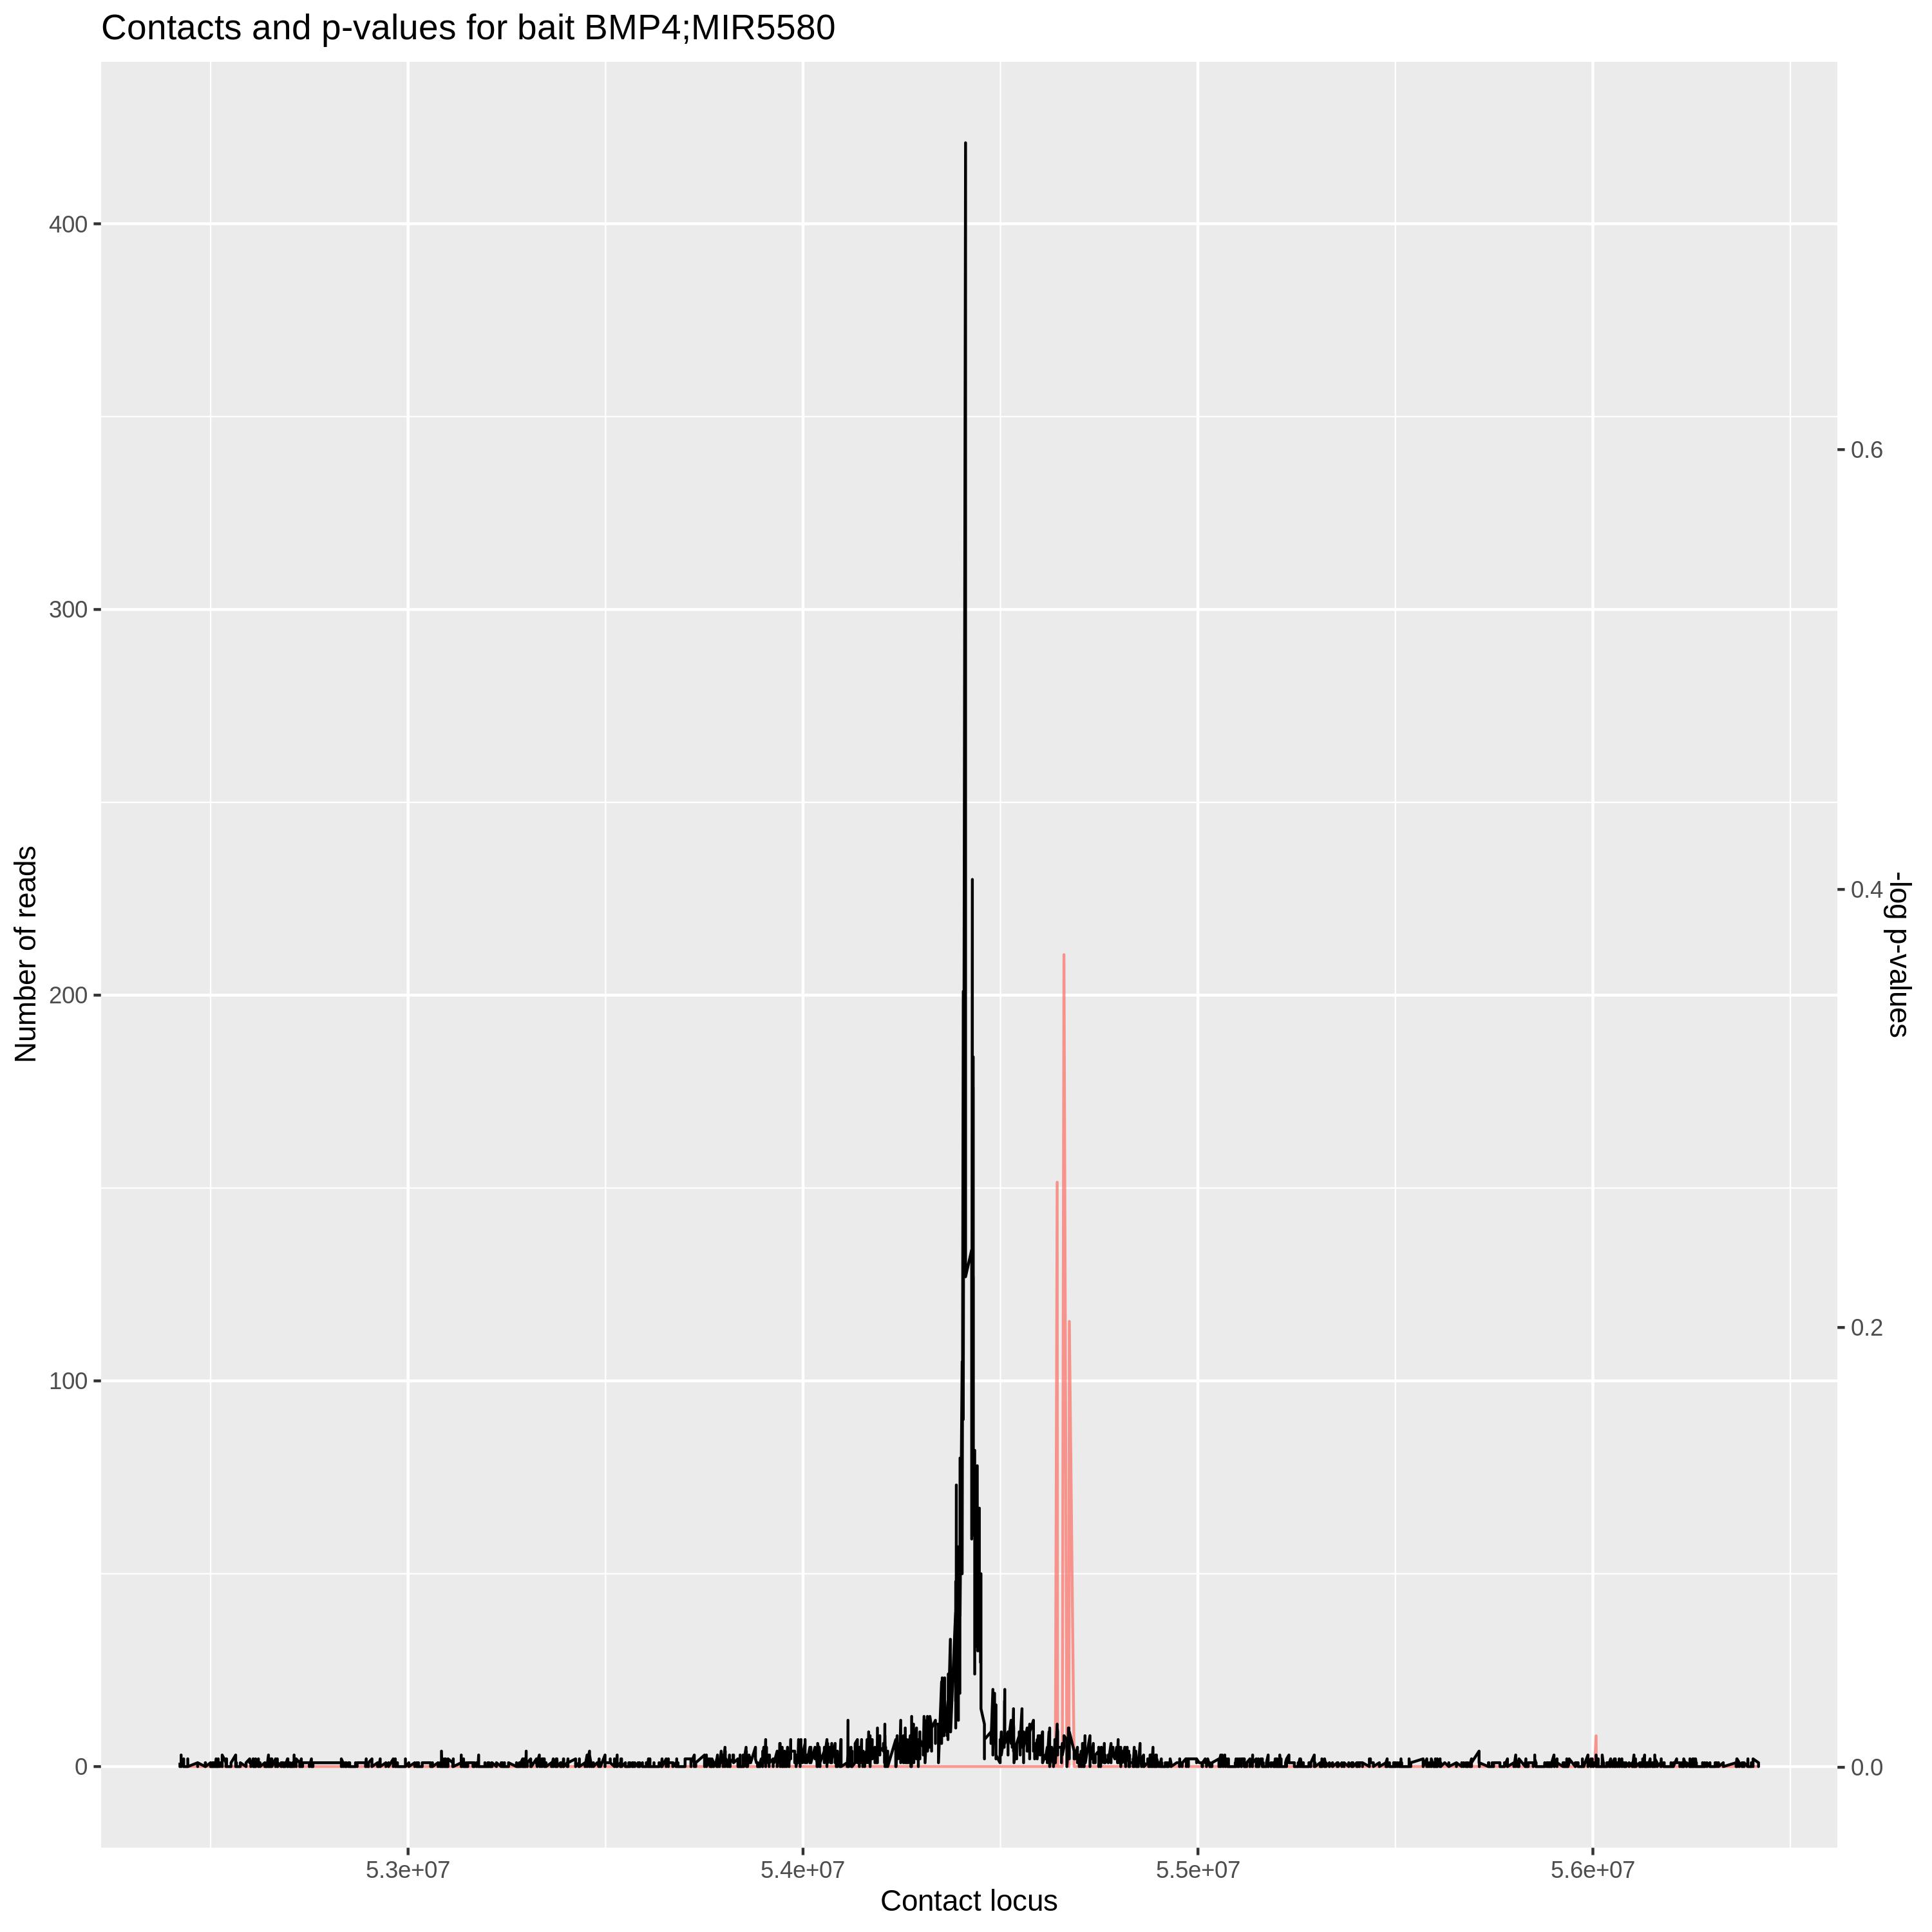 Contacts and p-values for bait BMP4;MIR5580
400
300
200
100
0
Number of reads
0.6
0.4
0.2
0.0
-log p-values
5.3e+07
5.4e+07
5.5e+07
5.6e+07
Contact locus